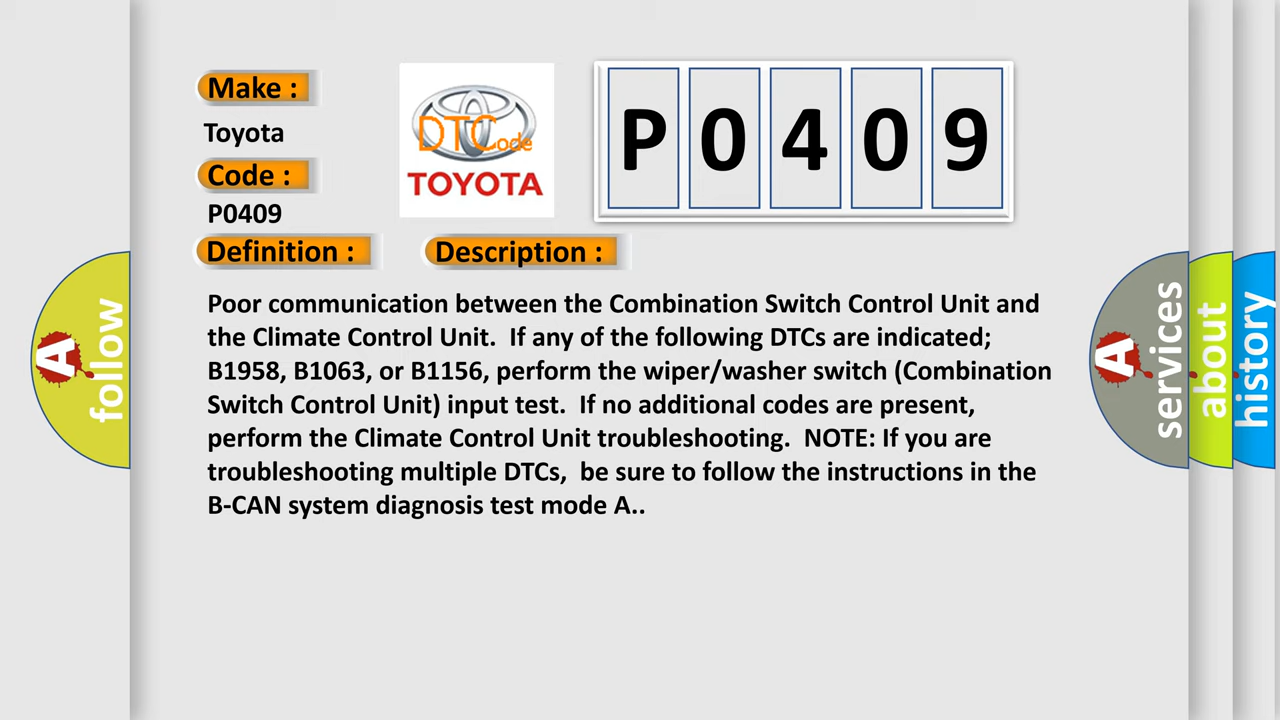 Make :
Toyota
Code :
P0409
DTCode
TOYOTA
P0409
Definition :
Description :
Poor communication between the Combination Switch Control Unit and
the Climate Control Unit.  If any of the following DTCs are indicated;
B1958, B1063, or B1156, perform the wiper/washer switch (Combination
Switch Control Unit) input test.  If no additional codes are present,
perform the Climate Control Unit troubleshooting.  NOTE: If you are
troubleshooting multiple DTCs,  be sure to follow the instructions in the
B-CAN system diagnosis test mode A..
A
follow
A
services
about
history